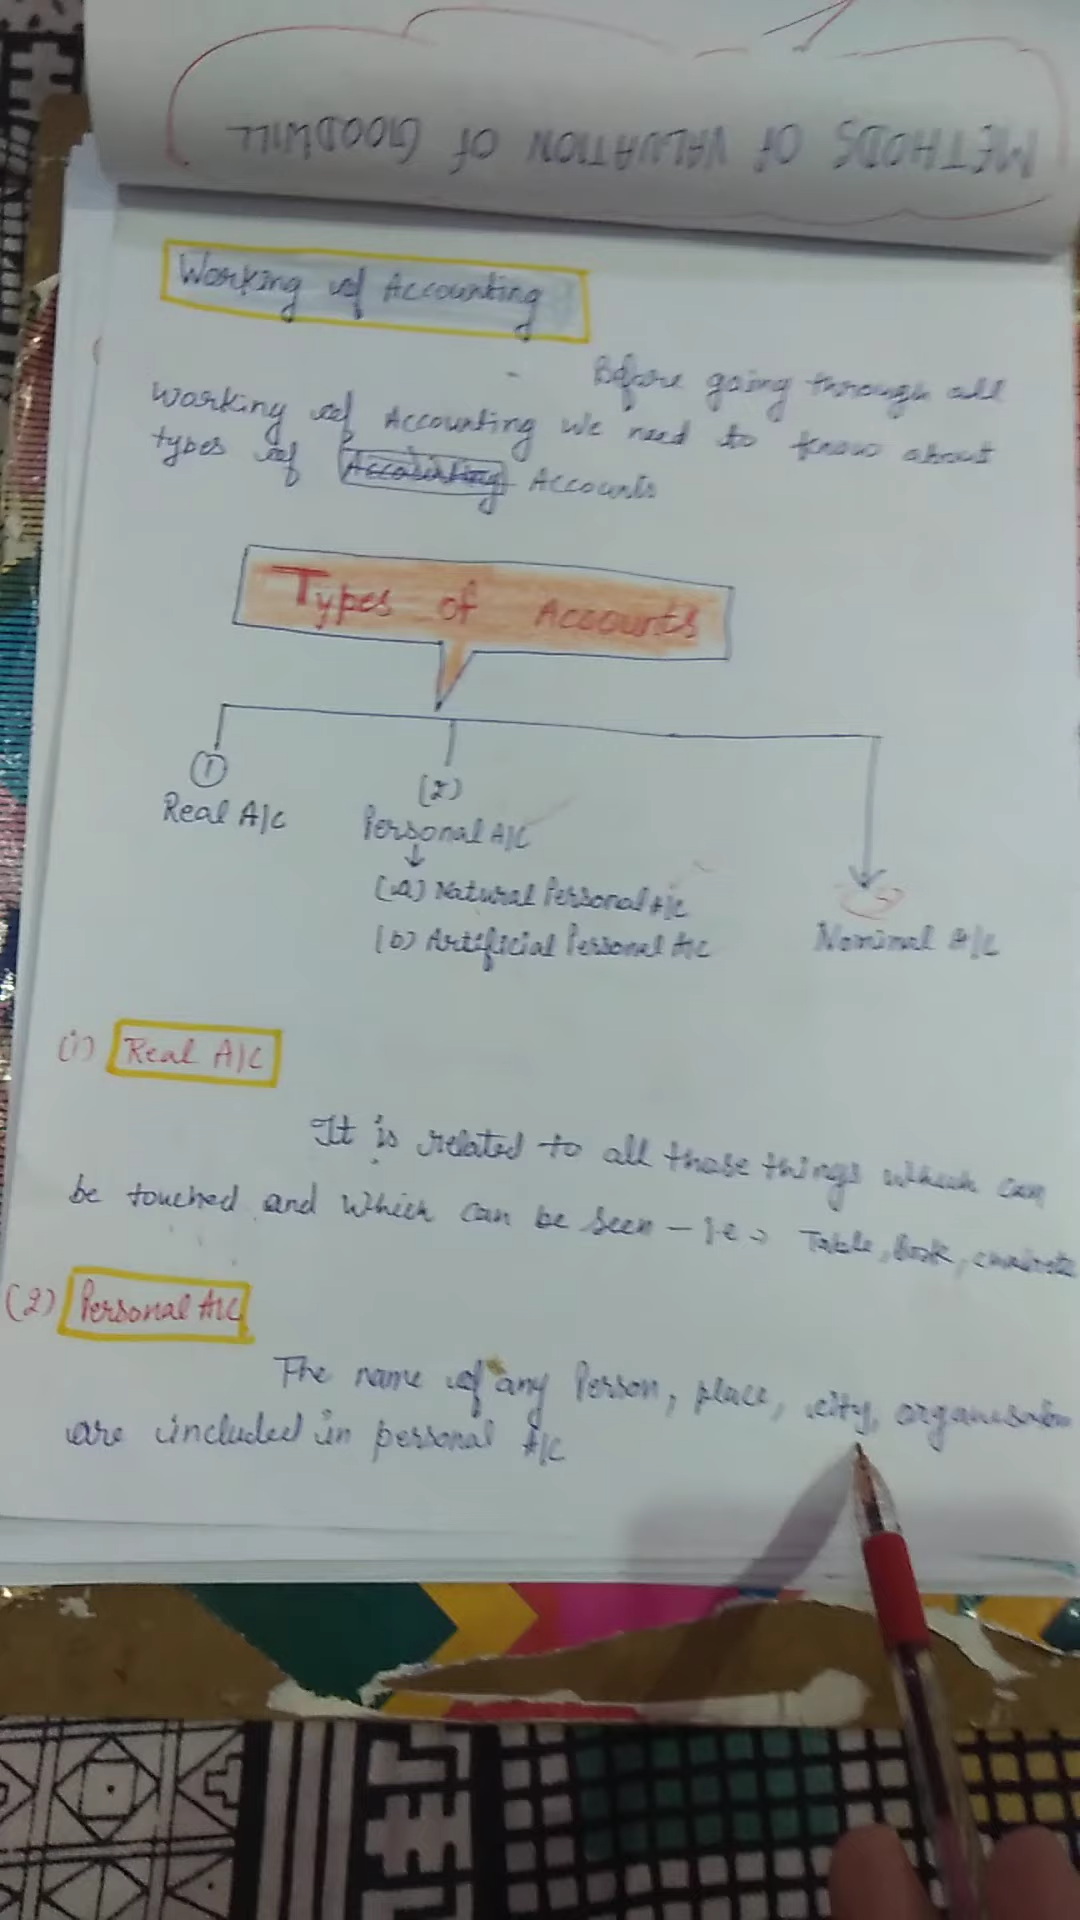 METHODS OF VALUATION OF GOODWILL
Working of Accounting
Before going through all
Working of Accounting we need to know about
types of Accounting Accounts
Types of Accounts
1 (2)
Real A/C Personal A/C
(a) Natural Personal A/C (3)
(b) Artificial Personal A/C Nominal A/C
(1) Real A/C
It is related to all those things which can
be touched and which can be seen – i.e → Table, Book,
(2) Personal A/C
The name of any Person, place, city, organisation
are included in personal A/C